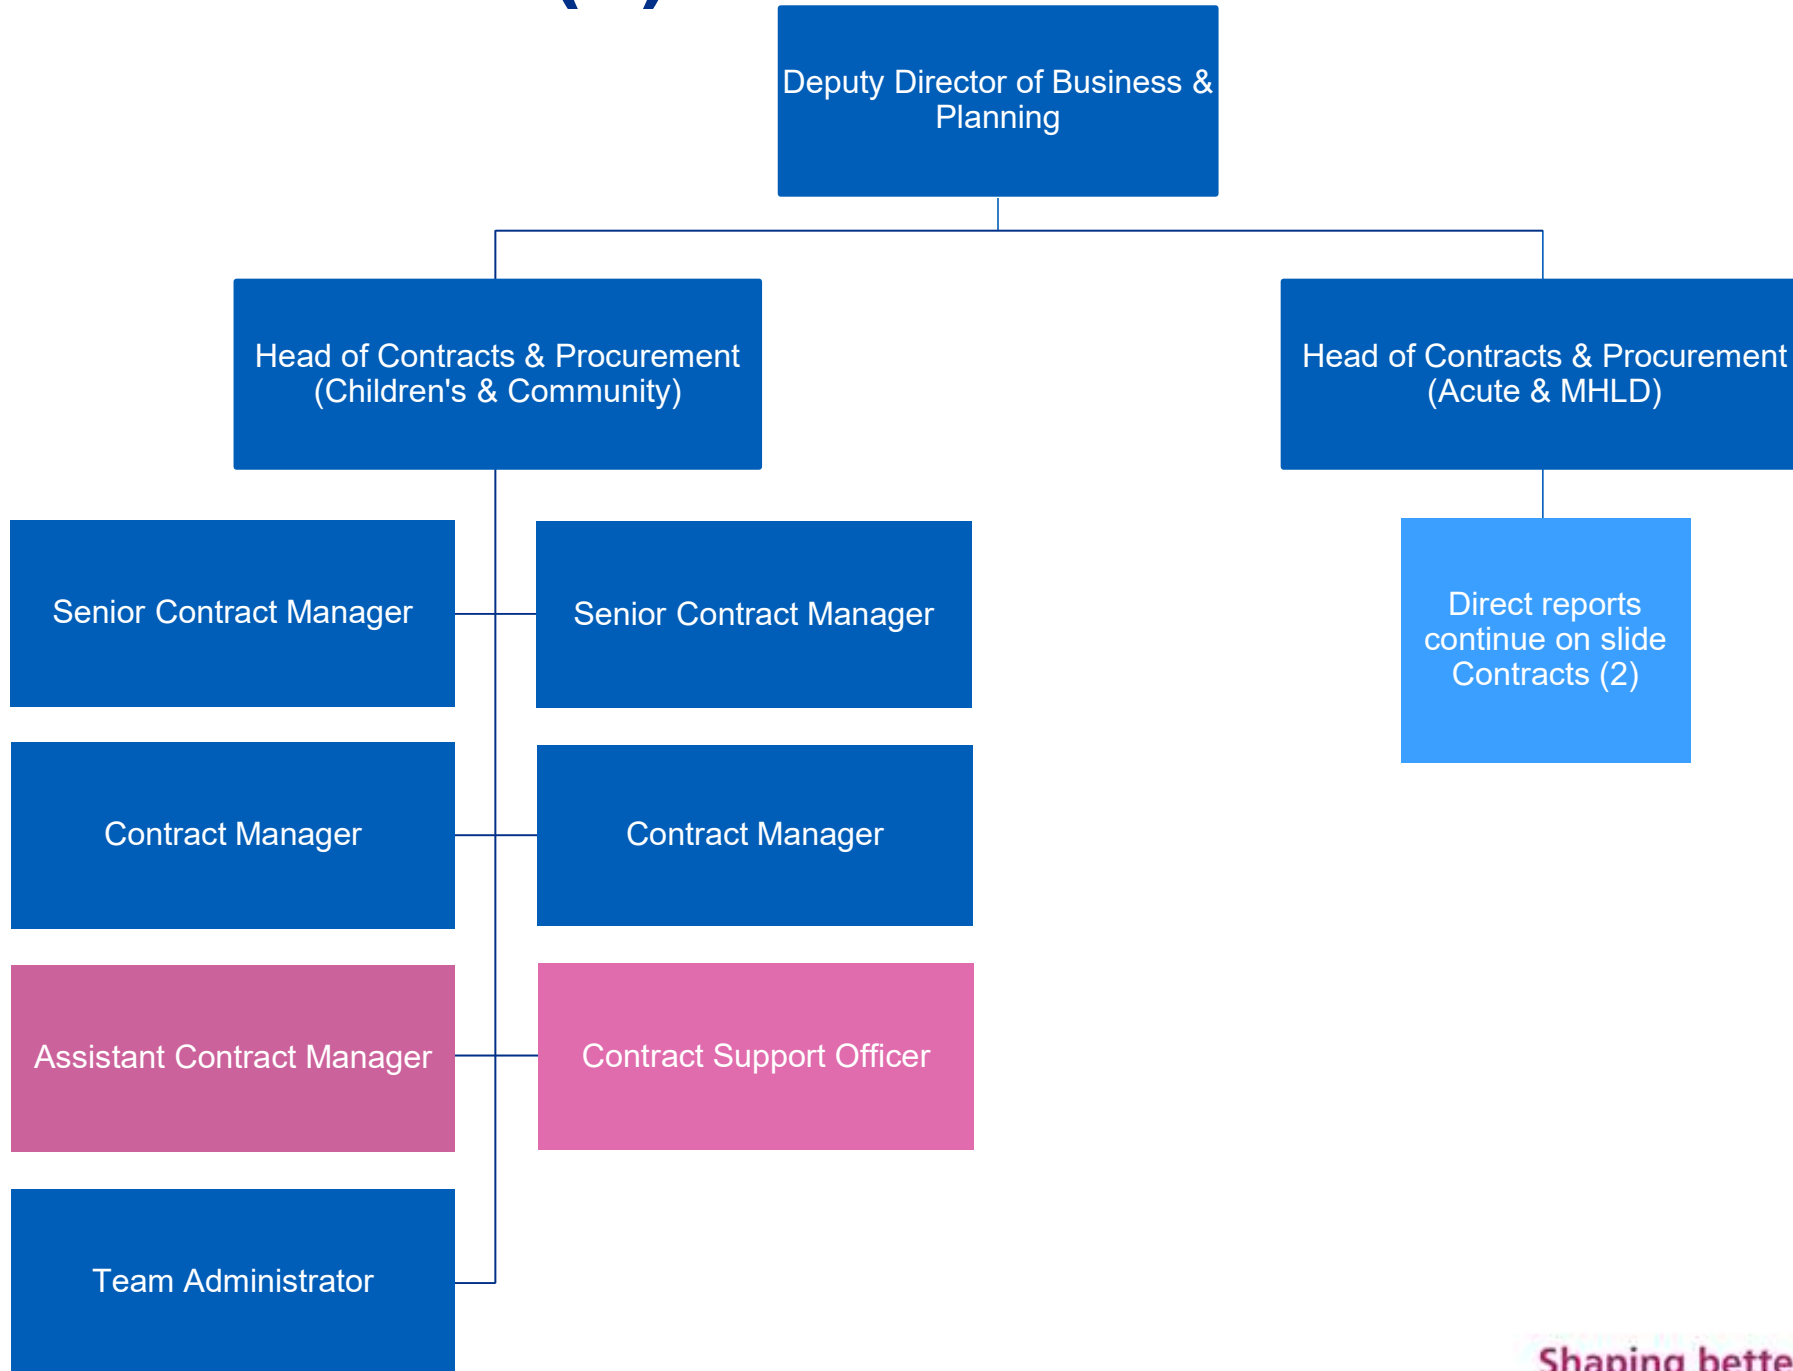 Deputy Director of Business &
Planning
Head of Contracts & Procurement
(Children's & Community)
Head of Contracts & Procurement
(Acute & MHLD)
Senior Contract Manager
Senior Contract Manager
Direct reports
continue on slide
Contracts (2)
Contract Manager
Contract Manager
Assistant Contract Manager
Contract Support Officer
Team Administrator
Shaping bette